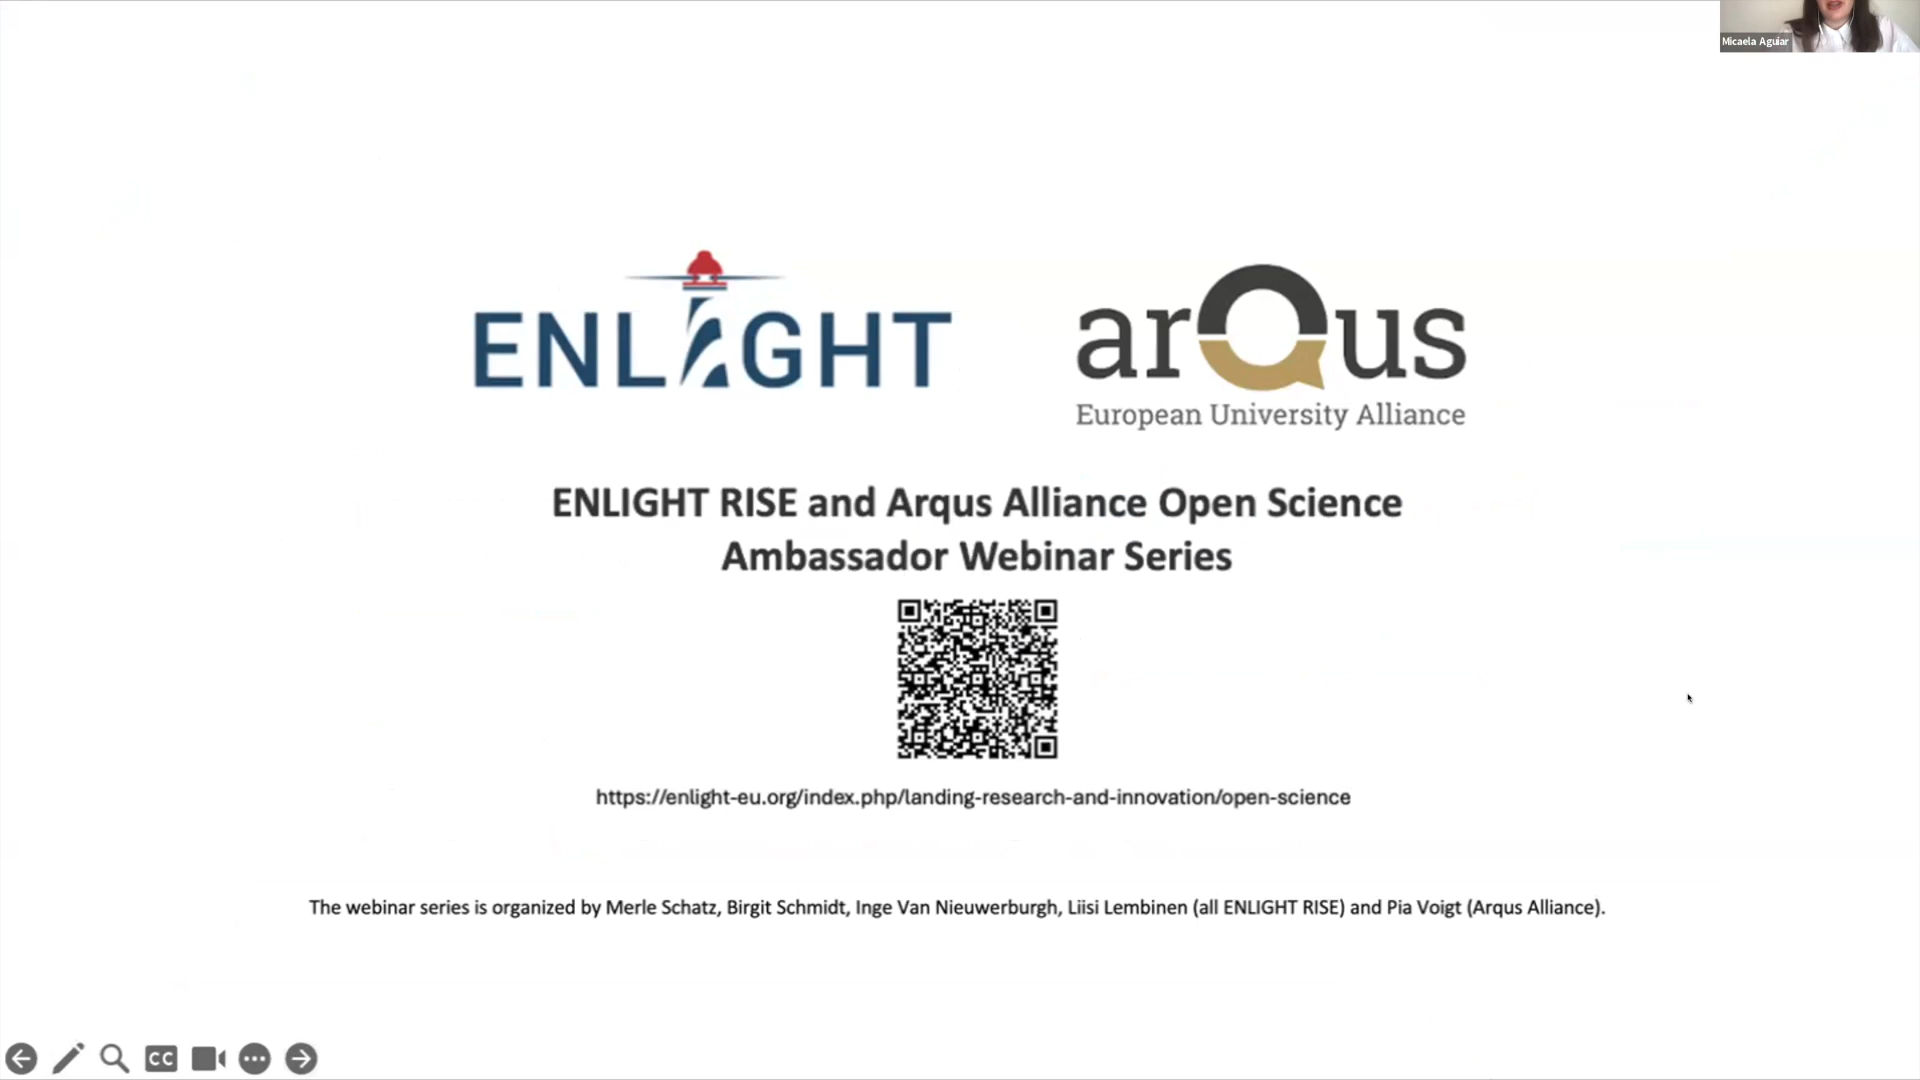 Micaela Aguiar
ENLIGHT
arQus
European University Alliance
ENLIGHT RISE and Arqus Alliance Open Science
Ambassador Webinar Series
https://enlight-eu.org/index.php/landing-research-and-innovation/open-science
The webinar series is organized by Merle Schatz, Birgit Schmidt, Inge Van Nieuwerburgh, Liisi Lembinen (all ENLIGHT RISE) and Pia Voigt (Arqus Alliance).
CC